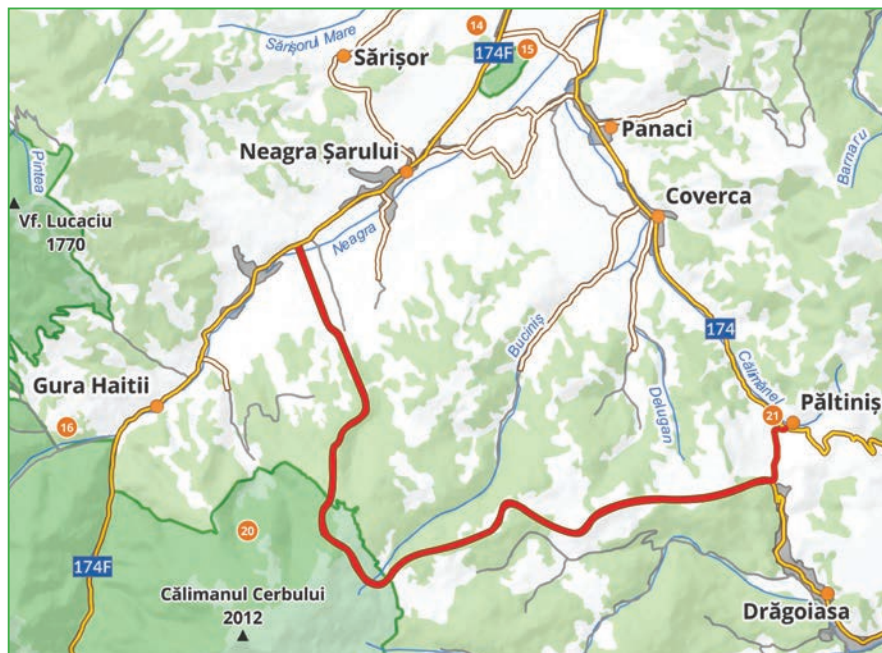 14
Sărișorul Mare
174F
15
Sărișor
Panaci
Barnaru
Neagra Șarului
Pintea
Coverca
Vf. Lucaciu
1770
Neagra
Buciniș
174
Călimănel
Gura Haitii
Delugan
21
Păltiniș
16
20
174F
Călimanul Cerbului
2012
Drăgoiasa